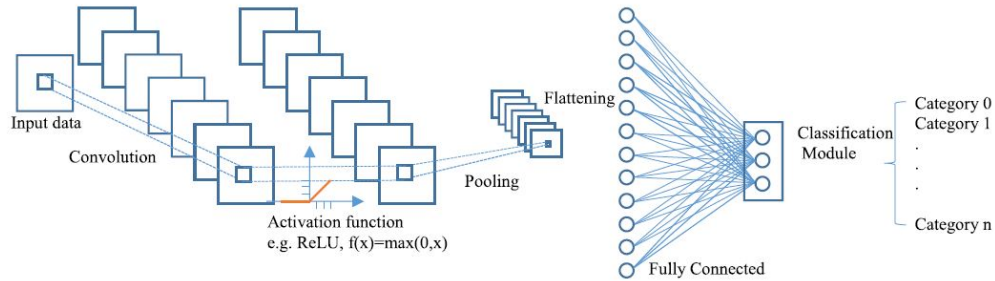 Input data
Convolution
Activation function
e.g. ReLU, f(x)=max(0,x)
Pooling
Flattening
Fully Connected
Classification
Module
Category 0
Category 1
.
.
.
Category n